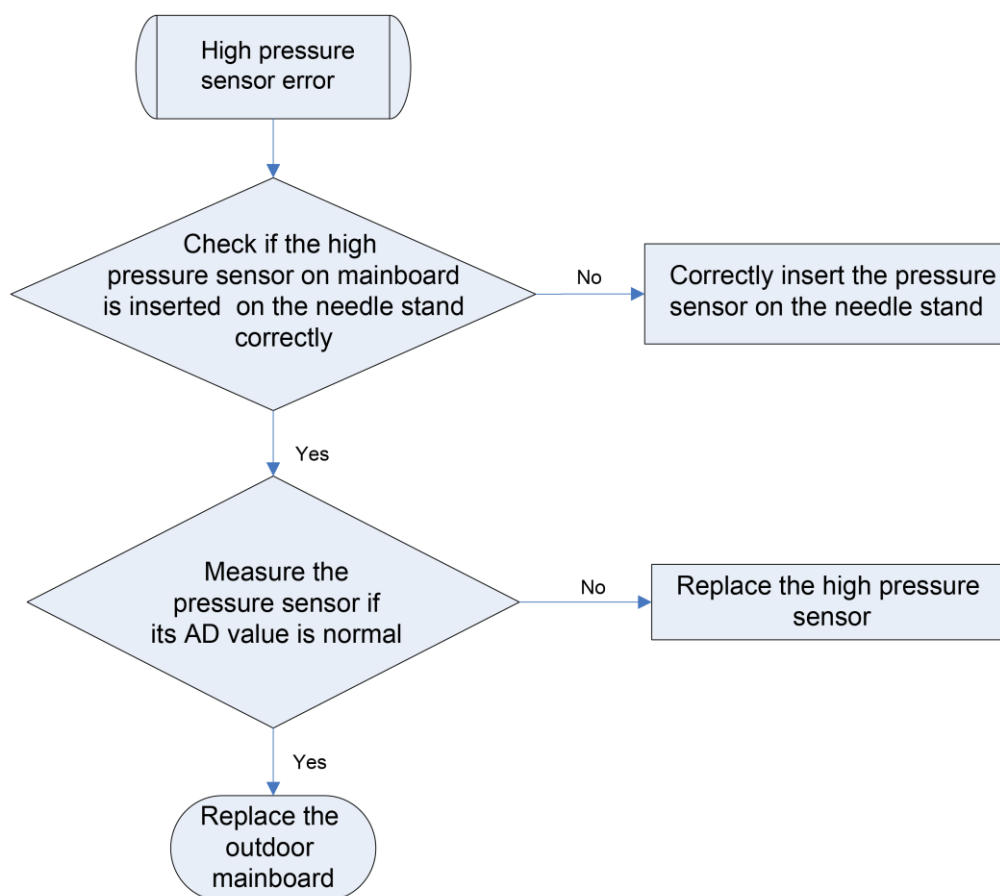 High pressure
sensor error
Check if the high
pressure sensor on mainboard
is inserted on the needle stand
correctly
No
Correctly insert the pressure
sensor on the needle stand
Yes
Measure the
pressure sensor if
its AD value is normal
No
Replace the high pressure
sensor
Yes
Replace the
outdoor
mainboard